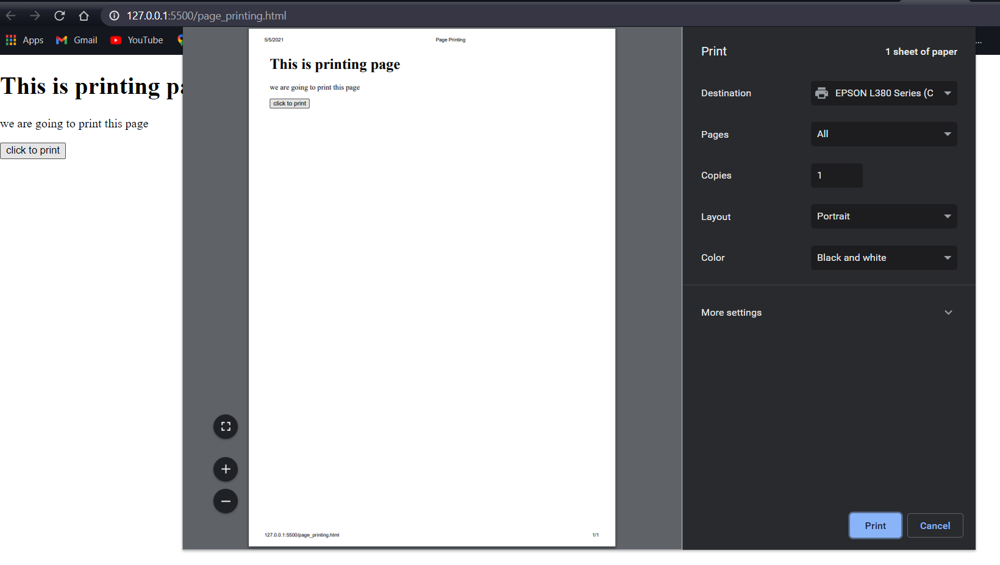 127.0.0.1:5500/page_printing.html
Apps Gmail YouTube
...
This is printing pa
we are going to print this page
click to print
5/5/2021 Page Printing
This is printing page
we are going to print this page
click to print
127.0.0.1:5500/page_printing.html 1/1
Print 1 sheet of paper
Destination EPSON L380 Series (C
Pages All
Copies 1
Layout Portrait
Color Black and white
More settings
Print Cancel